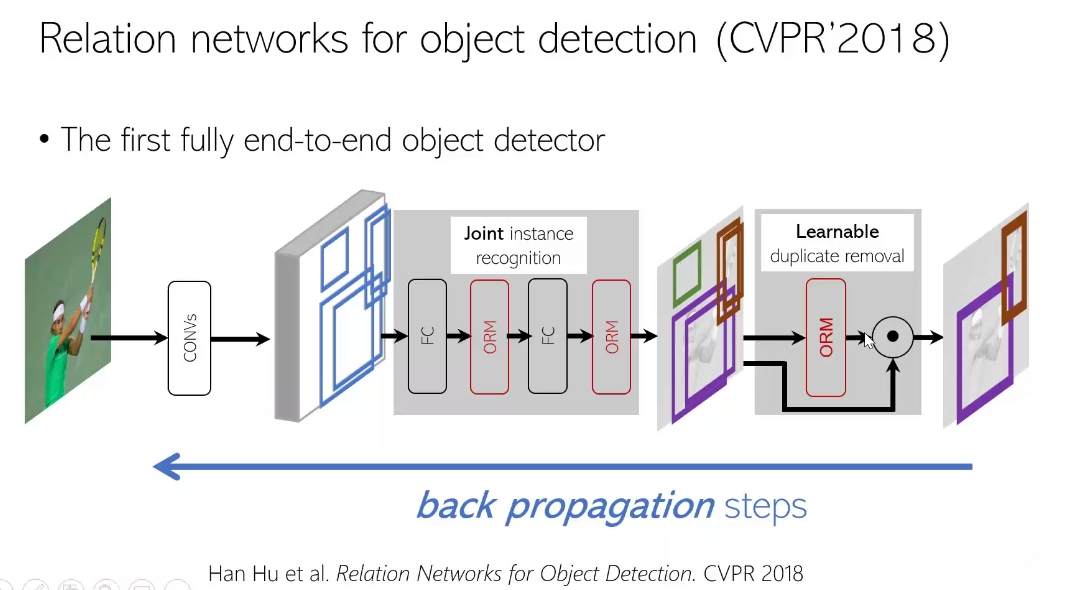 Relation networks for object detection (CVPR'2018)
• The first fully end-to-end object detector
Joint instance
recognition
Learnable
duplicate removal
CONVs
FC
ORM
FC
ORM
ORM
back propagation steps
Han Hu et al. Relation Networks for Object Detection. CVPR 2018